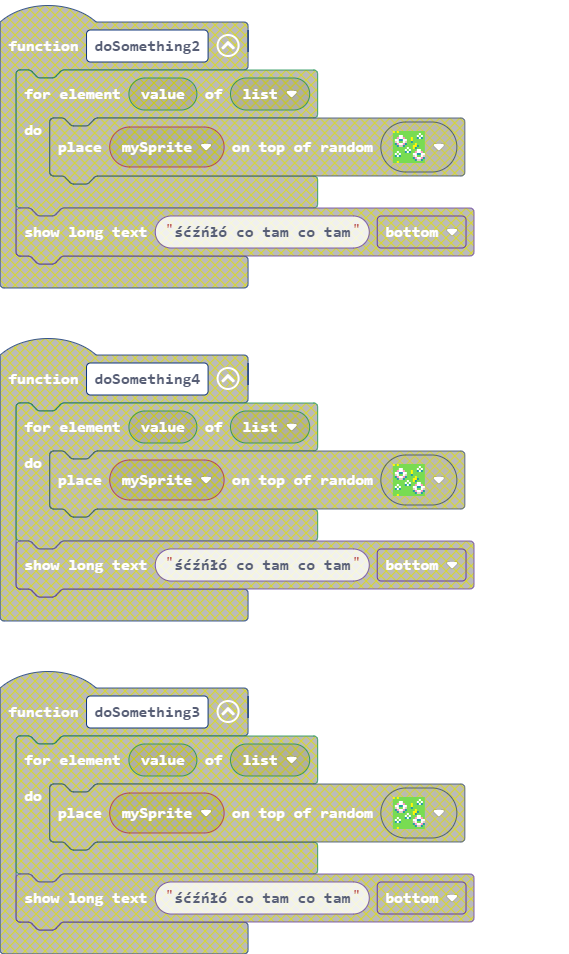 function doSomething2
for element value of list
do
place mySprite on top of random
show long text "śćźńłó co tam co tam" bottom
function doSomething4
for element value of list
do
place mySprite on top of random
show long text "śćźńłó co tam co tam" bottom
function doSomething3
for element value of list
do
place mySprite on top of random
show long text "śćźńłó co tam co tam" bottom